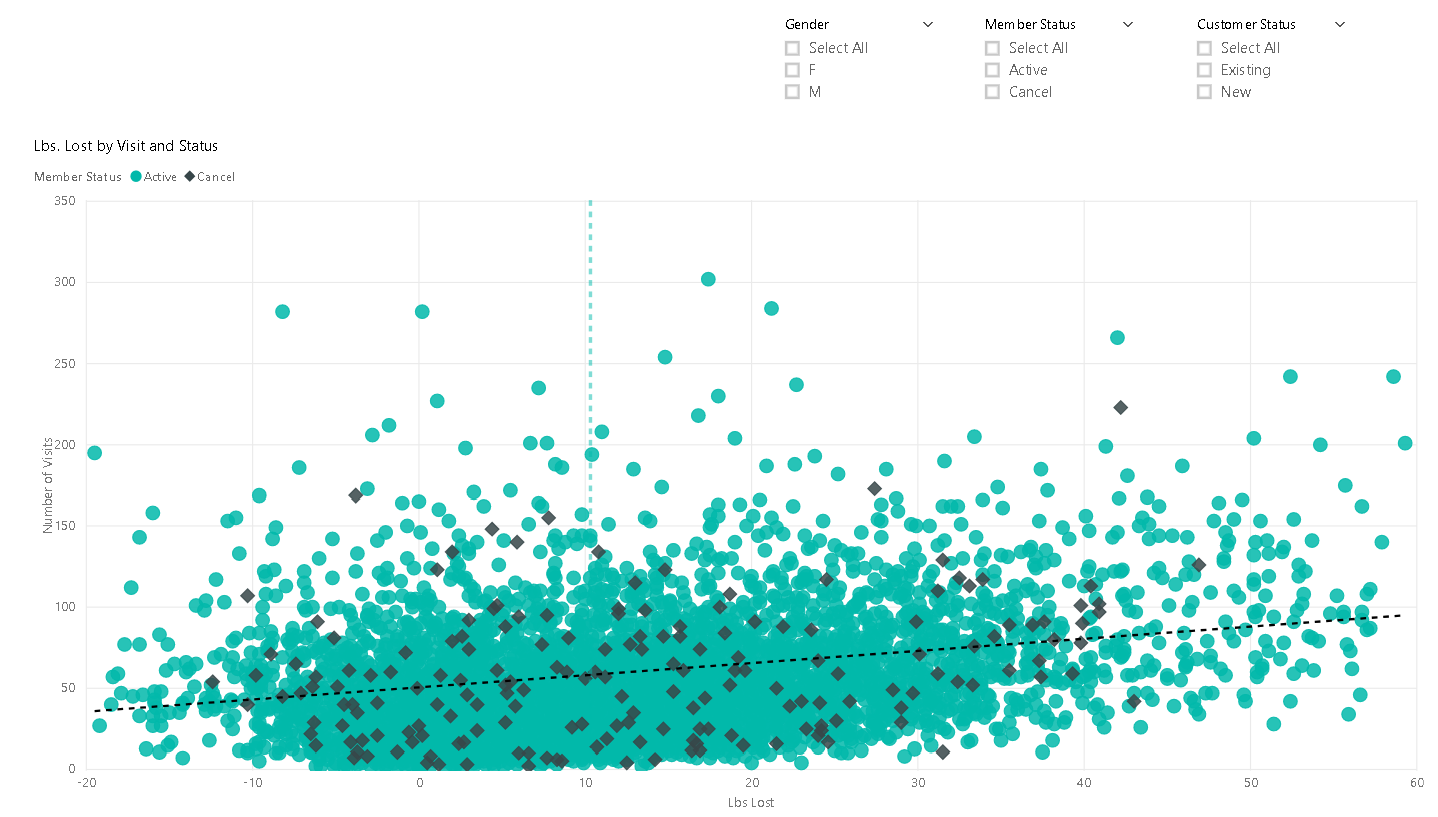 Gender
Select All
F
M
Member Status
Select All
Active
Cancel
Customer Status
Select All
Existing
New
Lbs. Lost by Visit and Status
Member Status Active Cancel
Number of Visits
350
300
250
200
150
100
50
0
-20 -10 0 10 20 30 40 50 60
Lbs Lost